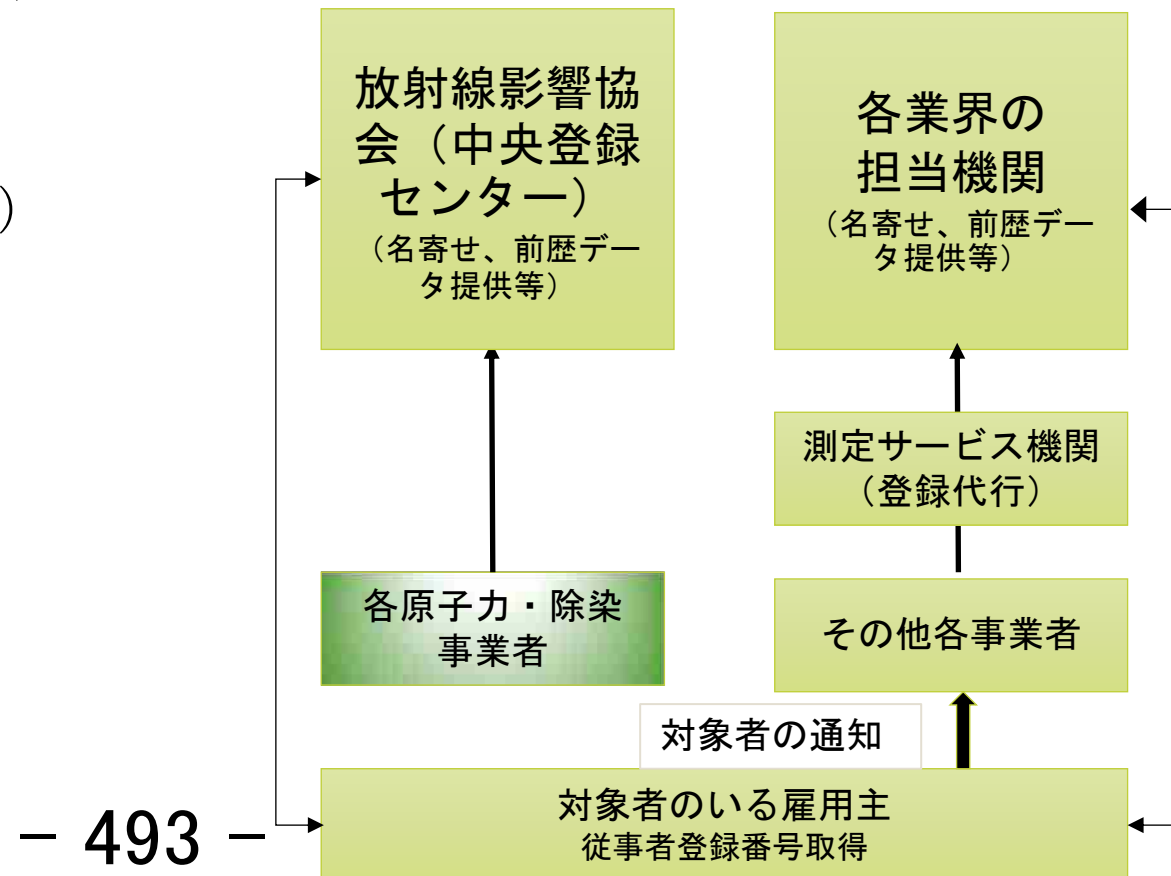 放射線影響協
会（中央登録
センター）
（名寄せ、前歴デー
タ提供等）
各業界の
担当機関
（名寄せ、前歴デー
タ提供等）
）
測定サービス機関
（登録代行）
各原子力・除染
事業者
その他各事業者
対象者の通知
対象者のいる雇用主
従事者登録番号取得
－ 493 －